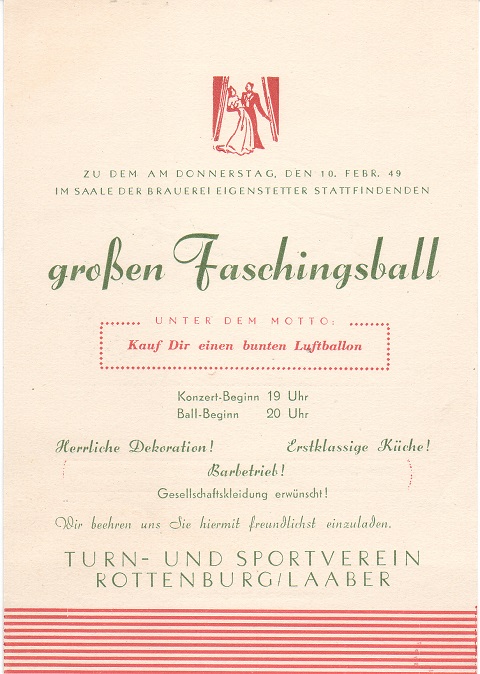 ZU DEM AM DONNERSTAG, DEN 10. FEBR. 49
IM SAALE DER BRAUEREI EIGENSTETTER STATTFINDENDEN
großen Faschingsball
UNTER DEM MOTTO:
Kauf Dir einen bunten Luftballon
Konzert-Beginn 19 Uhr
Ball-Beginn 20 Uhr
Herrliche Dekoration! Erstklassige Küche!
Barbetrieb!
Gesellschaftskleidung erwünscht!
Wir beehren uns Sie hiermit freundlichst einzuladen.
TURN- UND SPORTVEREIN
ROTTENBURG/LAABER